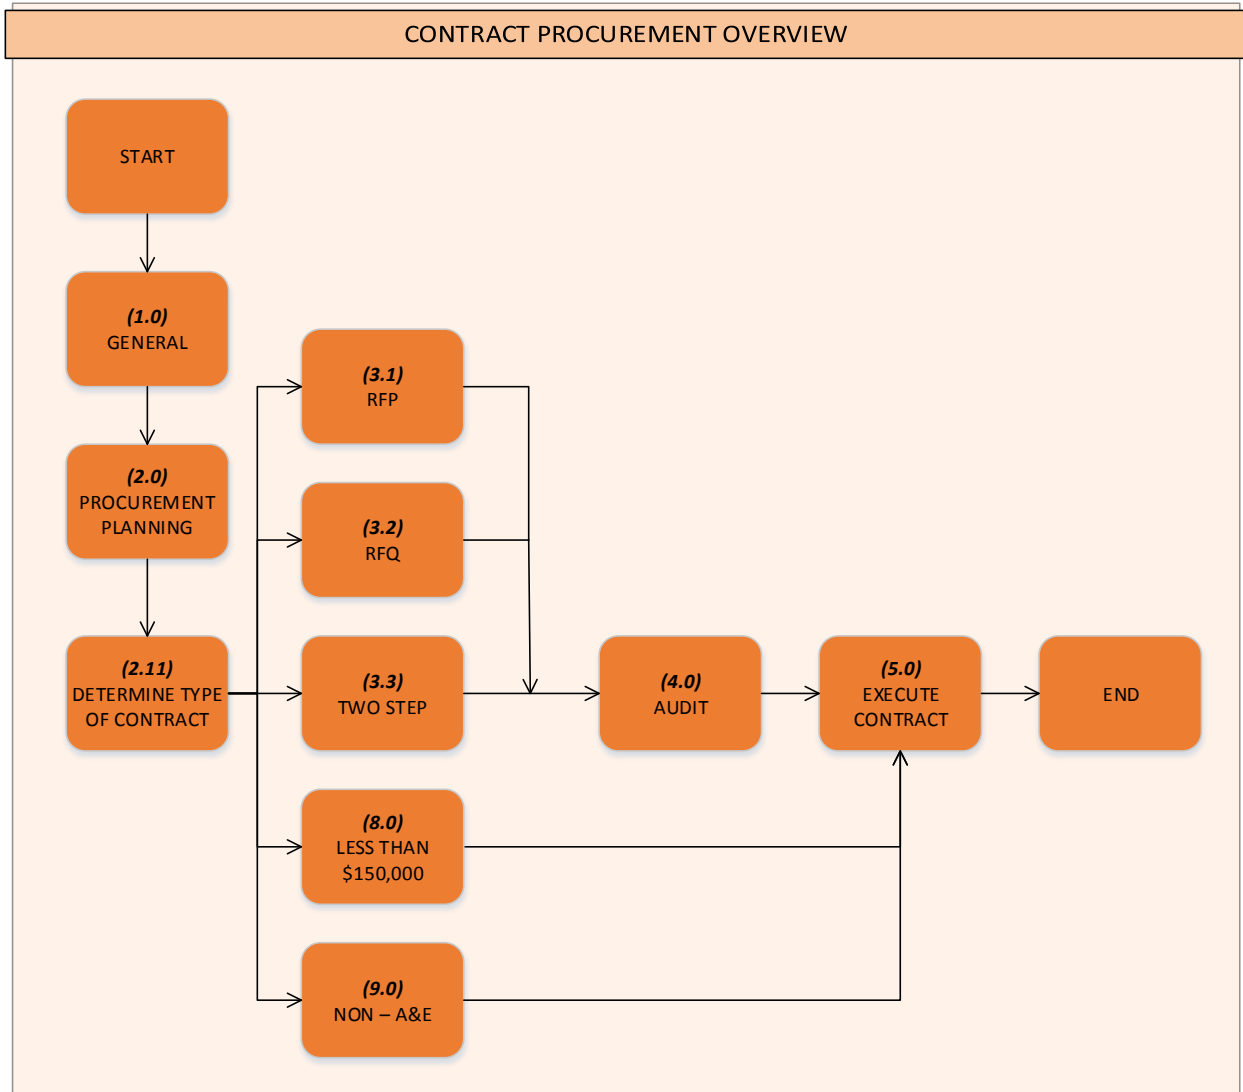 CONTRACT PROCUREMENT OVERVIEW
START
(1.0)
GENERAL
(2.0)
PROCUREMENT
PLANNING
(2.11)
DETERMINE TYPE
OF CONTRACT
(3.1)
RFP
(3.2)
RFQ
(3.3)
TWO STEP
(8.0)
LESS THAN
$150,000
(9.0)
NON – A&E
(4.0)
AUDIT
(5.0)
EXECUTE
CONTRACT
END